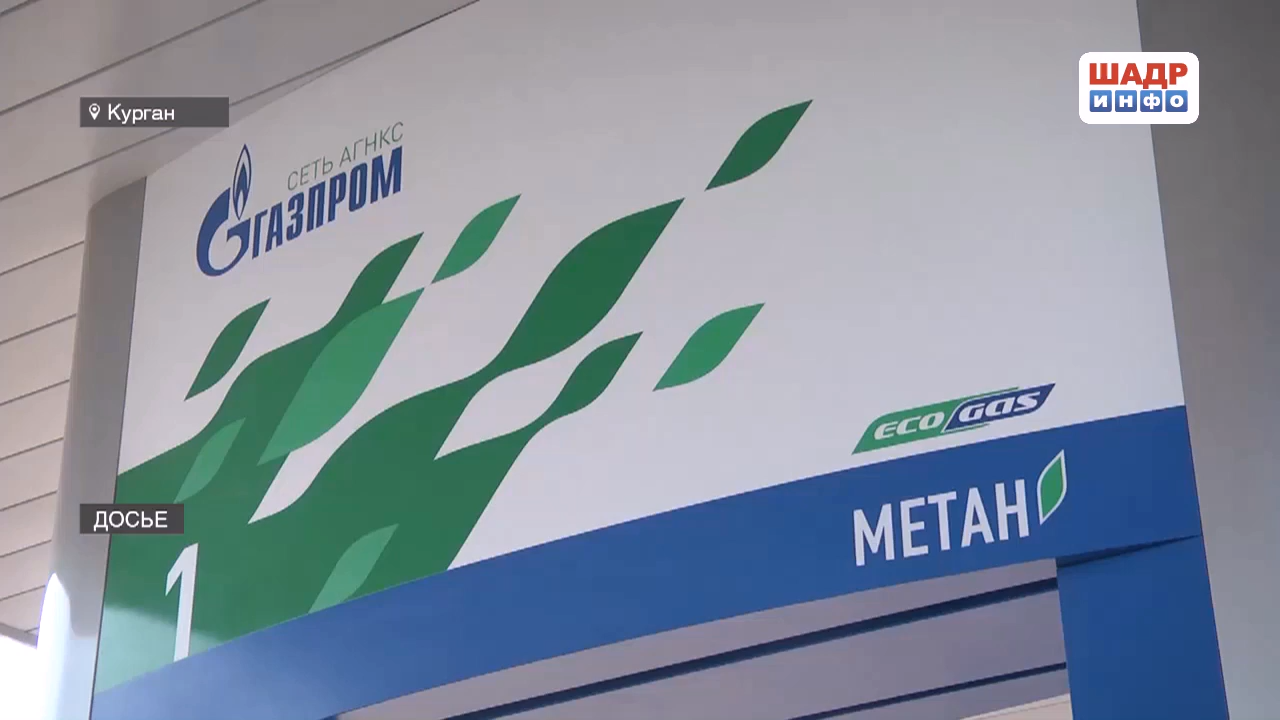 ШАДР
ИНФО
Курган
СЕТЬ АГНКС
ГАЗПРОМ
ECO GAS
МЕТАН
ДОСЬЕ
1